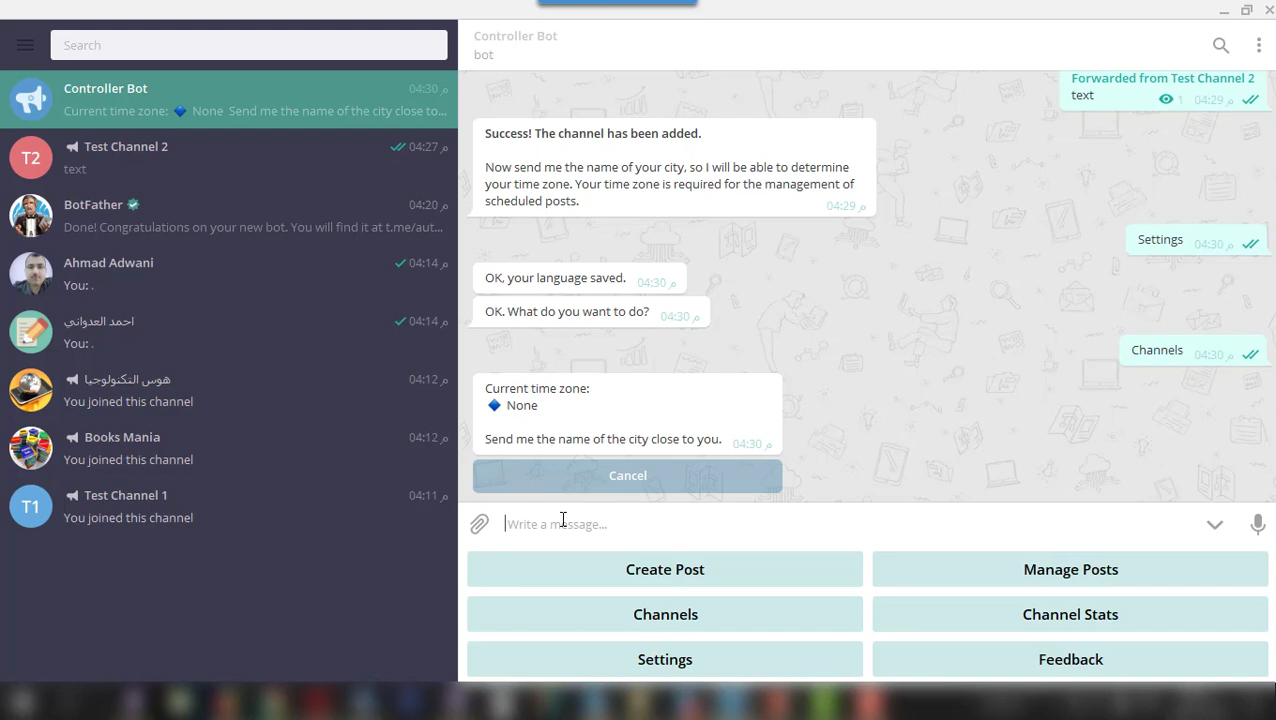 Search
Controller Bot
04:30 م
Current time zone: None Send me the name of the city close to...
Test Channel 2
04:27 م
text
BotFather
04:20 م
Done! Congratulations on your new bot. You will find it at t.me/aut...
Ahmad Adwani
04:14 م
You: .
احمد العدواني
04:14 م
You: .
هوس التكنولوجيا
04:12 م
You joined this channel
Books Mania
04:12 م
You joined this channel
Test Channel 1
04:11 م
You joined this channel
T2
T1
Controller Bot
bot
Forwarded from Test Channel 2
text
1 04:29 م
Success! The channel has been added.
Now send me the name of your city, so I will be able to determine
your time zone. Your time zone is required for the management of
scheduled posts.
04:29 م
Settings 04:30 م
OK, your language saved. 04:30 م
OK. What do you want to do? 04:30 م
Channels 04:30 م
Current time zone:
None
Send me the name of the city close to you. 04:30 م
Cancel
Write a message...
Create Post
Manage Posts
Channels
Channel Stats
Settings
Feedback